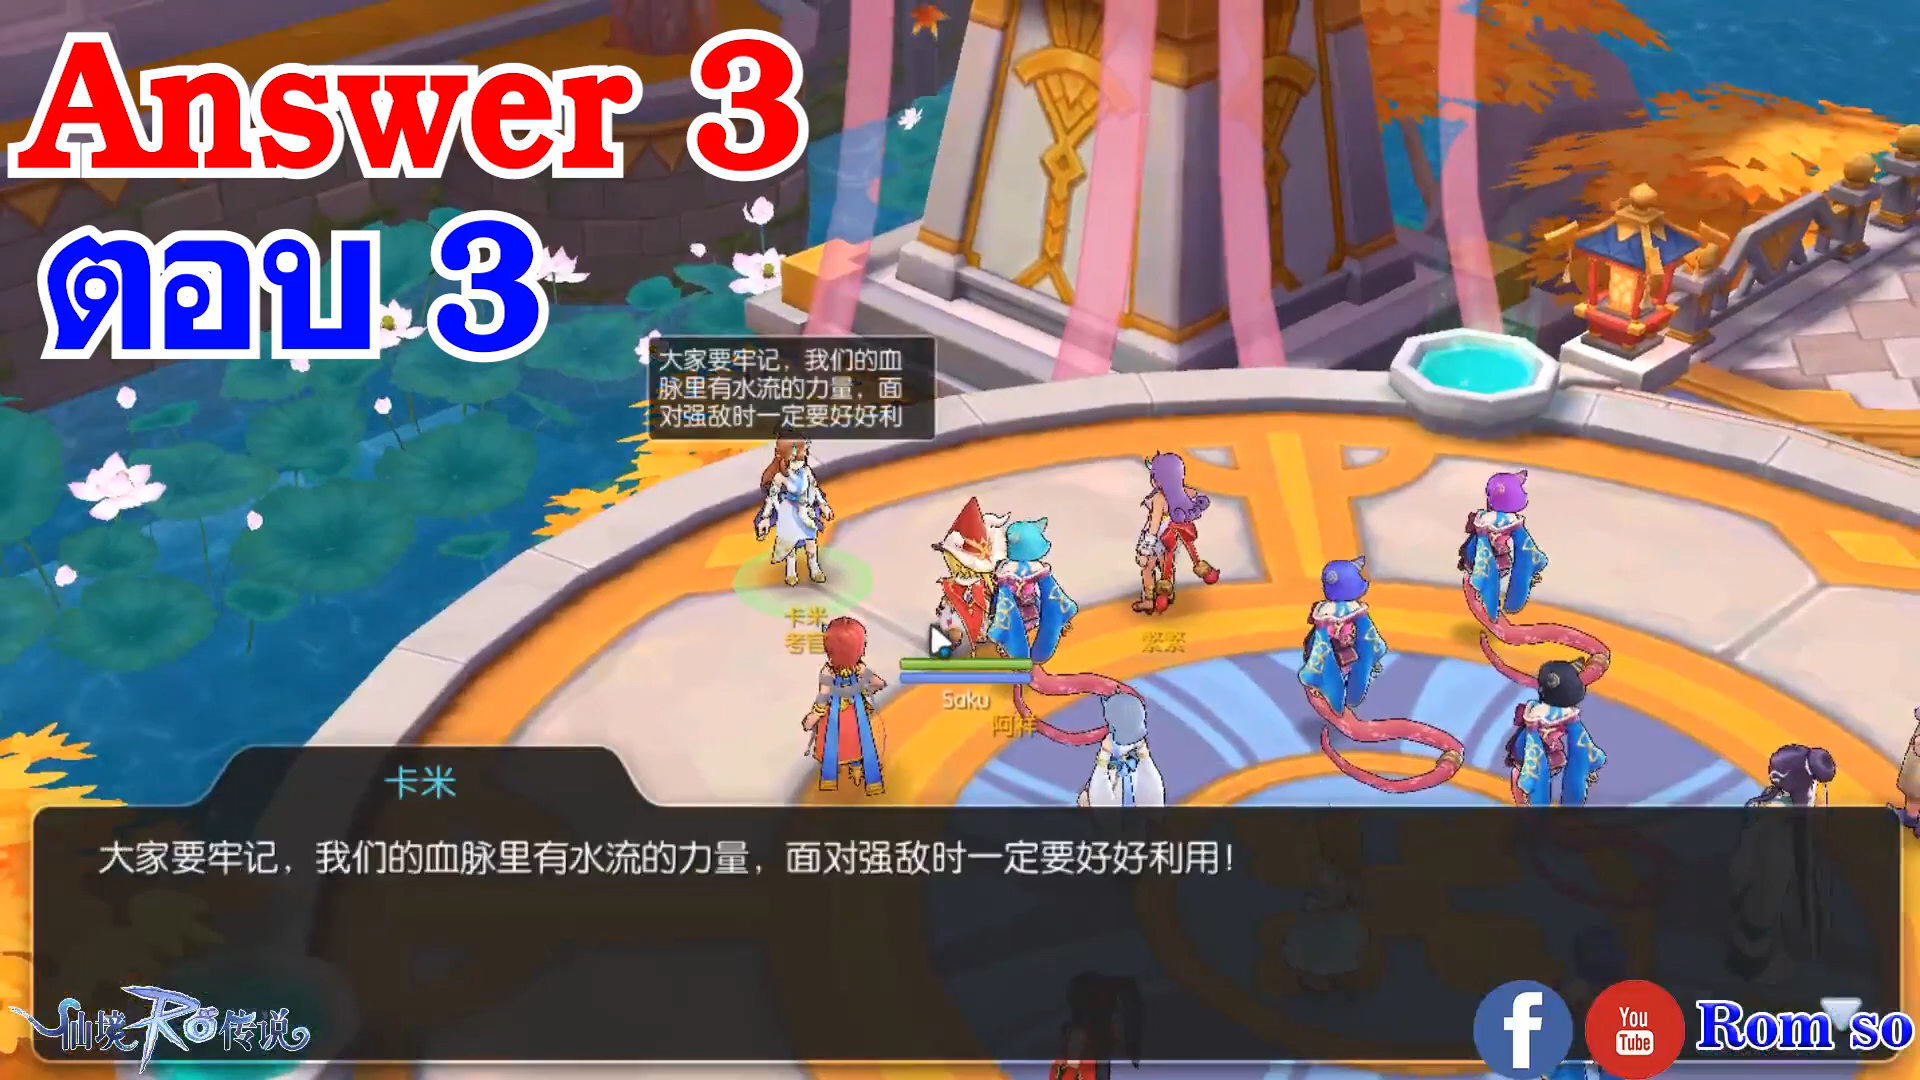 Answer 3
ตอบ 3
大家要牢记，我们的血
脉里有水流的力量，面
对强敌时一定要好好利
卡米
考官
繁繁
Saku
阿祥
卡米
大家要牢记，我们的血脉里有水流的力量，面对强敌时一定要好好利用！
仙境RO传说
f
You
Tube
Rom so